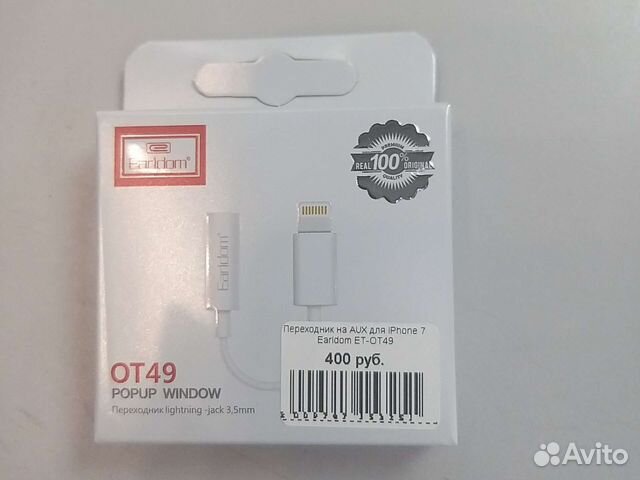 Earldom®
PREMIUM
REAL 100% ORIGINAL
QUALITY
Earldom®
Переходник на AUX для iPhone 7
Earldom ET-OT49
400 руб.
OT49
POPUP WINDOW
Переходник lightning -jack 3,5mm
Avito